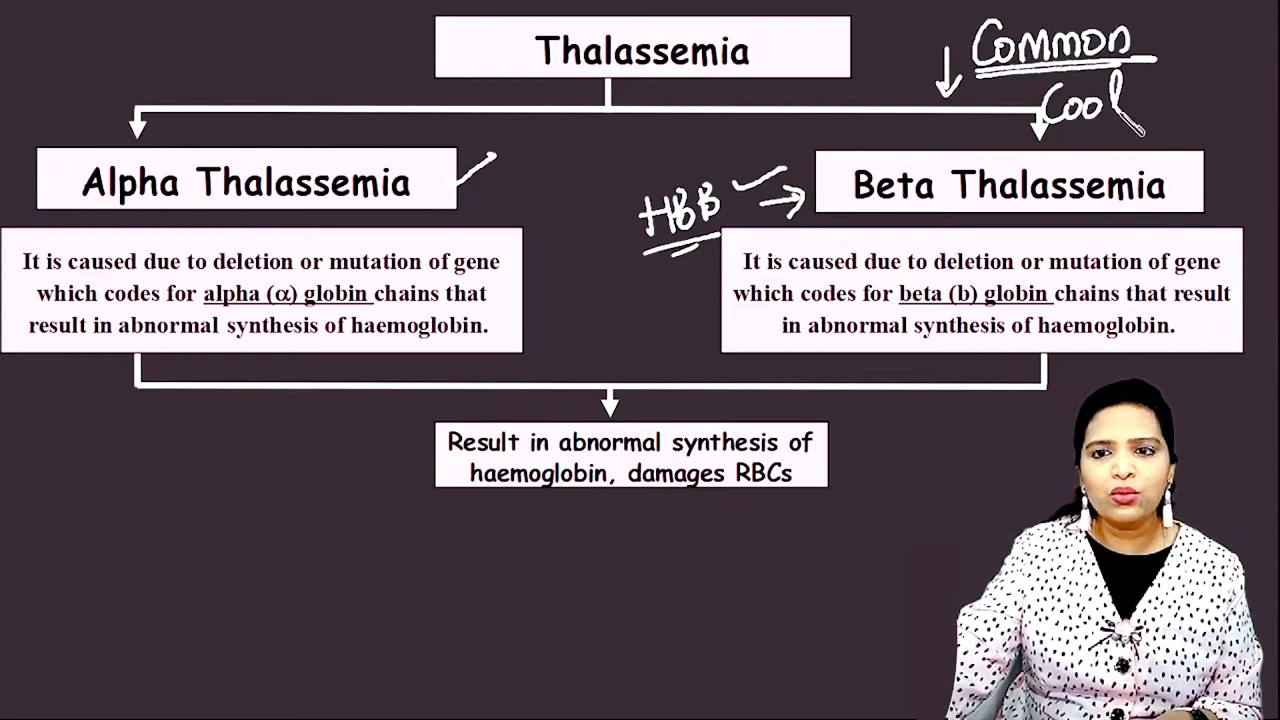 Thalassemia
Common
Cool
Alpha Thalassemia
HBB
Beta Thalassemia
It is caused due to deletion or mutation of gene
which codes for alpha (α) globin chains that
result in abnormal synthesis of haemoglobin.
It is caused due to deletion or mutation of gene
which codes for beta (b) globin chains that result
in abnormal synthesis of haemoglobin.
Result in abnormal synthesis of
haemoglobin, damages RBCs